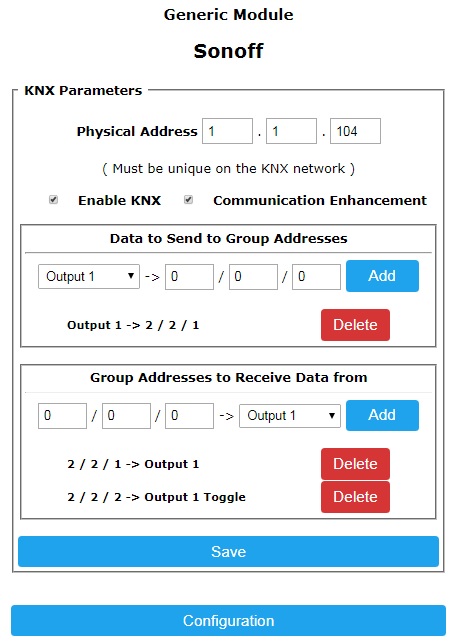 Generic Module
Sonoff
KNX Parameters
Physical Address 1 . 1 . 104
( Must be unique on the KNX network )
Enable KNX Communication Enhancement
Data to Send to Group Addresses
Output 1 -> 0 / 0 / 0 Add
Output 1 -> 2 / 2 / 1 Delete
Group Addresses to Receive Data from
0 / 0 / 0 -> Output 1 Add
2 / 2 / 1 -> Output 1 Delete
2 / 2 / 2 -> Output 1 Toggle Delete
Save
Configuration